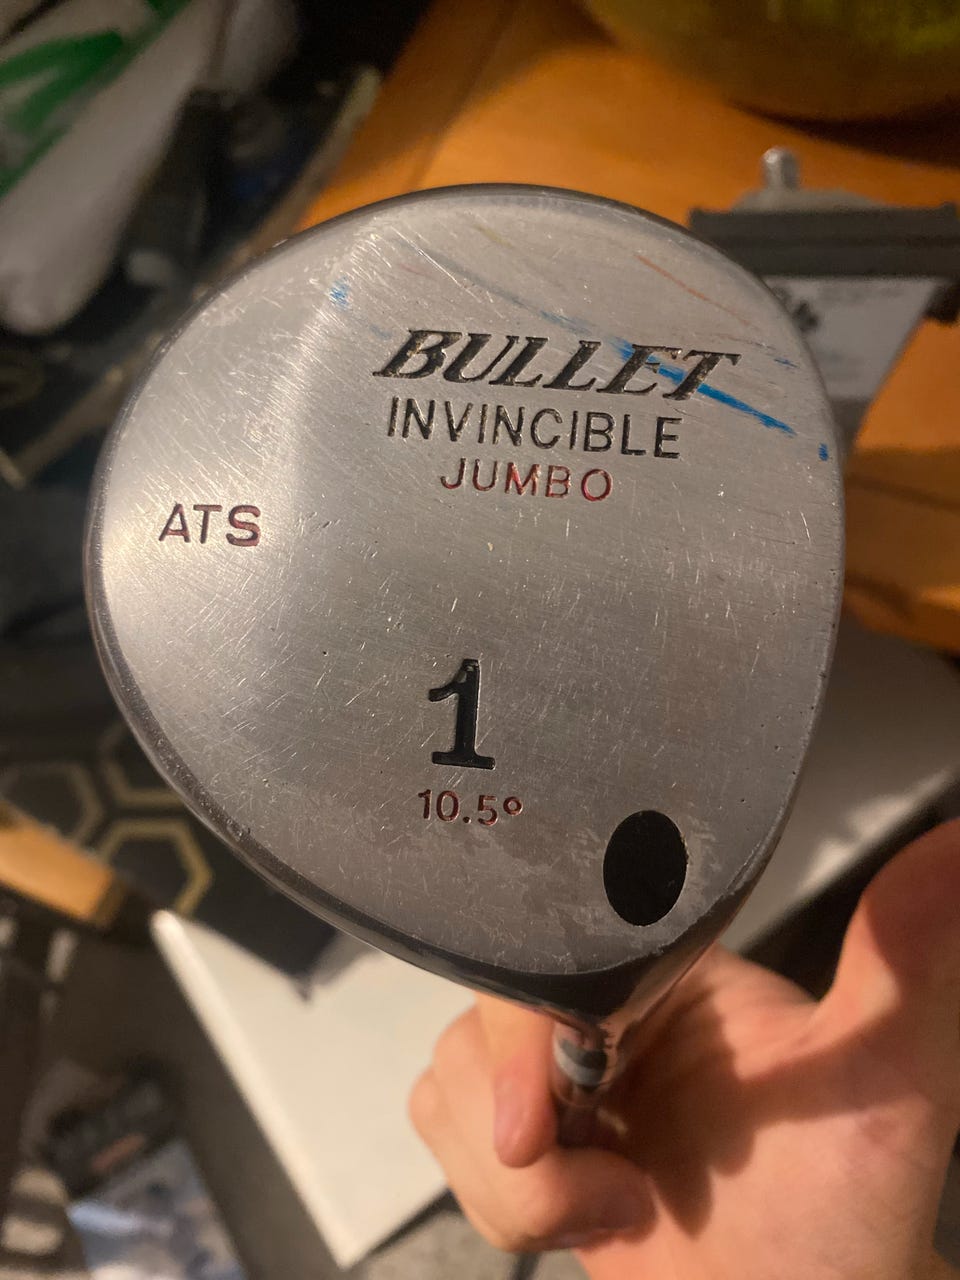 BULLET
INVINCIBLE
JUMBO
ATS
1
10.5°